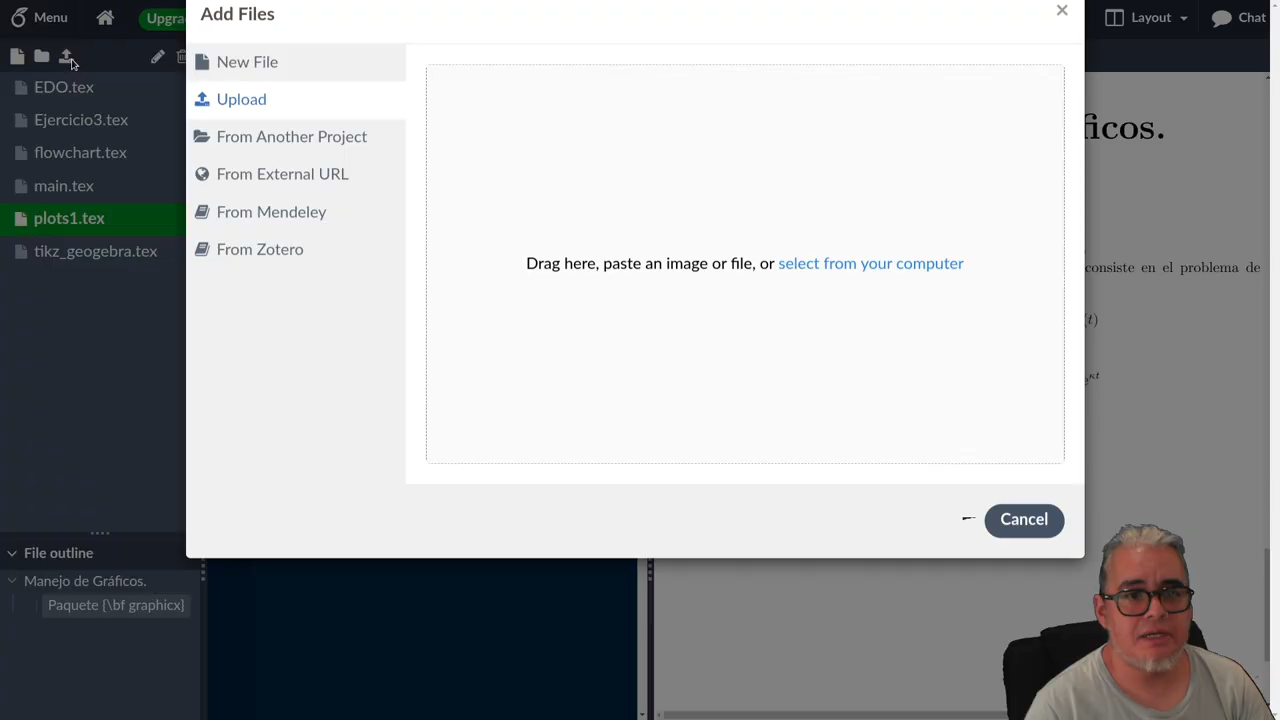 Menu
Upgra
Add Files
Layout
Chat
EDO.tex
Ejercicio3.tex
flowchart.tex
main.tex
plots1.tex
tikz_geogebra.tex
New File
Upload
From Another Project
From External URL
From Mendeley
From Zotero
Drag here, paste an image or file, or select from your computer
Cancel
ficos.
consiste en el problema de
(t)
e^{κt}
File outline
Manejo de Gráficos.
Paquete [\bf graphicx}